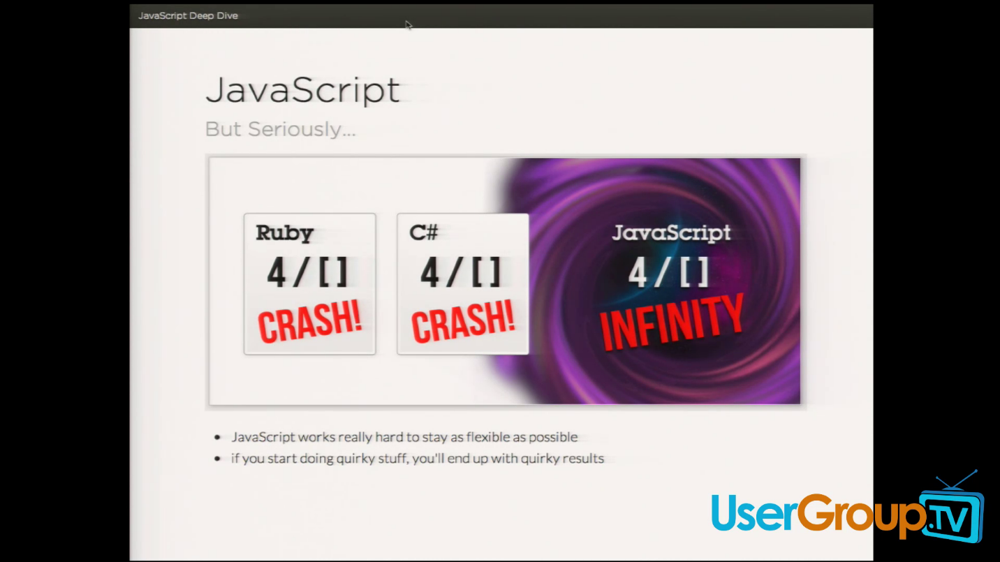 JavaScript Deep Dive
JavaScript
But Seriously...
Ruby
4 / [ ]
CRASH!
C#
4 / [ ]
CRASH!
JavaScript
4 / [ ]
INFINITY
• JavaScript works really hard to stay as flexible as possible
• if you start doing quirky stuff, you'll end up with quirky results
UserGroup.TV